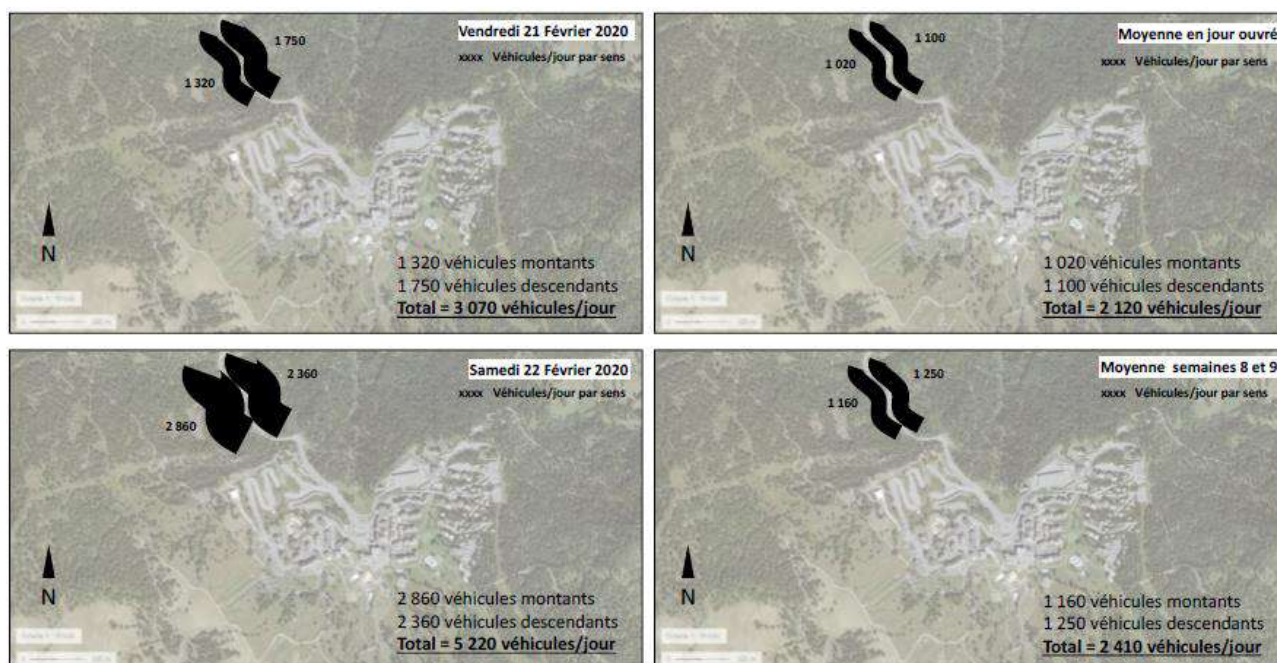 Vendredi 21 Février 2020
xxxx Véhicules/jour par sens
1 750
1 320
N
1 320 véhicules montants
1 750 véhicules descendants
Total = 3 070 véhicules/jour
Moyenne en jour ouvré
xxxx Véhicules/jour par sens
1 100
1 020
N
1 020 véhicules montants
1 100 véhicules descendants
Total = 2 120 véhicules/jour
Samedi 22 Février 2020
xxxx Véhicules/jour par sens
2 360
2 860
N
2 860 véhicules montants
2 360 véhicules descendants
Total = 5 220 véhicules/jour
Moyenne semaines 8 et 9
xxxx Véhicules/jour par sens
1 250
1 160
N
1 160 véhicules montants
1 250 véhicules descendants
Total = 2 410 véhicules/jour